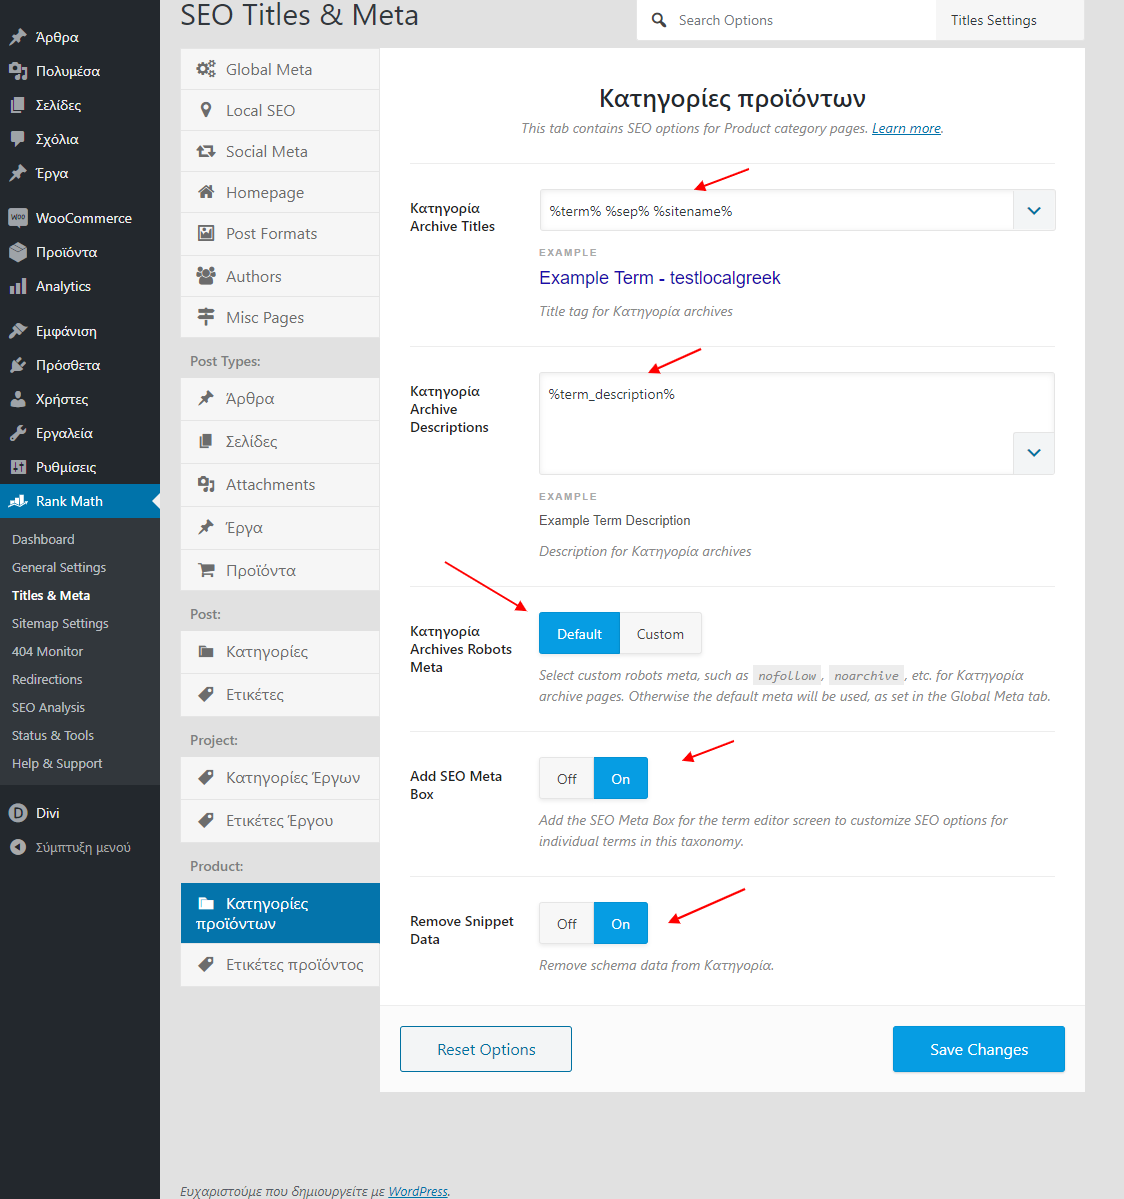 SEO Titles & Meta
Search Options
Titles Settings
Άρθρα
Πολυμέσα
Σελίδες
Σχόλια
Έργα
WooCommerce
Προϊόντα
Analytics
Εμφάνιση
Πρόσθετα
Χρήστες
Εργαλεία
Ρυθμίσεις
Rank Math
Dashboard
General Settings
Titles & Meta
Sitemap Settings
404 Monitor
Redirections
SEO Analysis
Status & Tools
Help & Support
Divi
Σύμπτυξη μενού
Global Meta
Local SEO
Social Meta
Homepage
Post Formats
Authors
Misc Pages
Post Types:
Άρθρα
Σελίδες
Attachments
Έργα
Προϊόντα
Post:
Κατηγορίες
Ετικέτες
Project:
Κατηγορίες Έργων
Ετικέτες Έργου
Product:
Κατηγορίες
προϊόντων
Ετικέτες προϊόντος
Κατηγορίες προϊόντων
This tab contains SEO options for Product category pages. Learn more.
Κατηγορία
Archive Titles
%term% %sep% %sitename%
EXAMPLE
Example Term - testlocalgreek
Title tag for Κατηγορία archives
Κατηγορία
Archive
Descriptions
%term_description%
EXAMPLE
Example Term Description
Description for Κατηγορία archives
Κατηγορία
Archives Robots
Meta
Default
Custom
Select custom robots meta, such as nofollow, noarchive, etc. for Κατηγορία
archive pages. Otherwise the default meta will be used, as set in the Global Meta tab.
Add SEO Meta
Box
Off
On
Add the SEO Meta Box for the term editor screen to customize SEO options for
individual terms in this taxonomy.
Remove Snippet
Data
Off
On
Remove schema data from Κατηγορία.
Reset Options
Save Changes
Ευχαριστούμε που δημιουργείτε με WordPress.